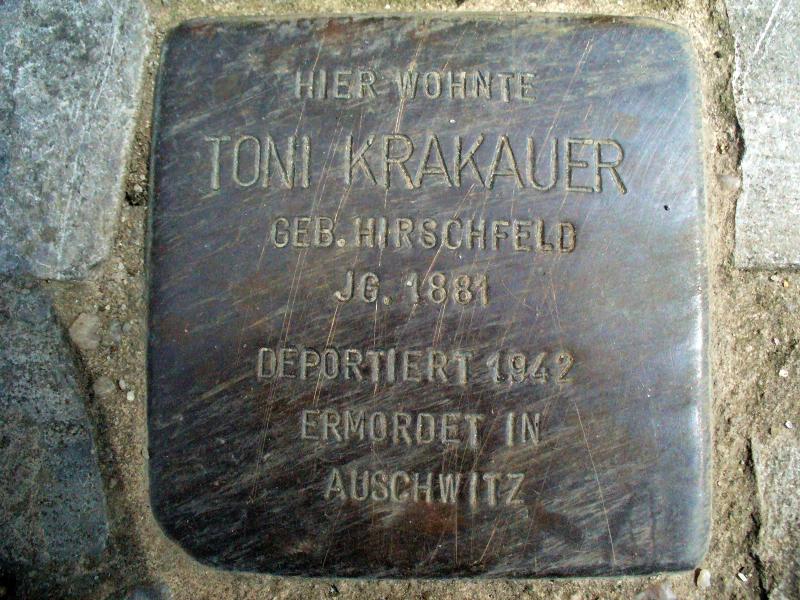 HIER WOHNTE
TONI KRAKAUER
GEB. HIRSCHFELD
JG. 1881
DEPORTIERT 1942
ERMORDET IN
AUSCHWITZ